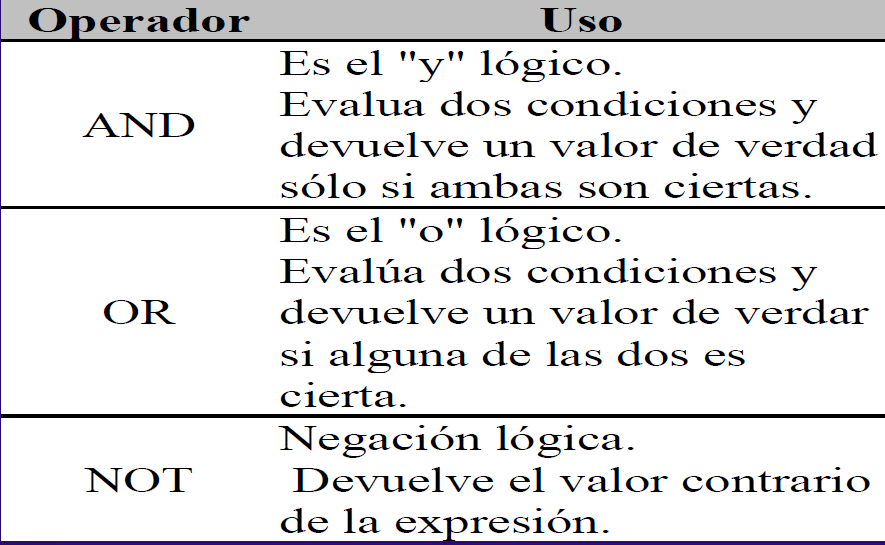 Operador Uso
Es el "y" lógico.
Evalua dos condiciones y
AND
devuelve un valor de verdad
sólo si ambas son ciertas.
Es el "o" lógico.
Evalúa dos condiciones y
OR
devuelve un valor de verdar
si alguna de las dos es
cierta.
Negación lógica.
NOT
Devuelve el valor contrario
de la expresión.